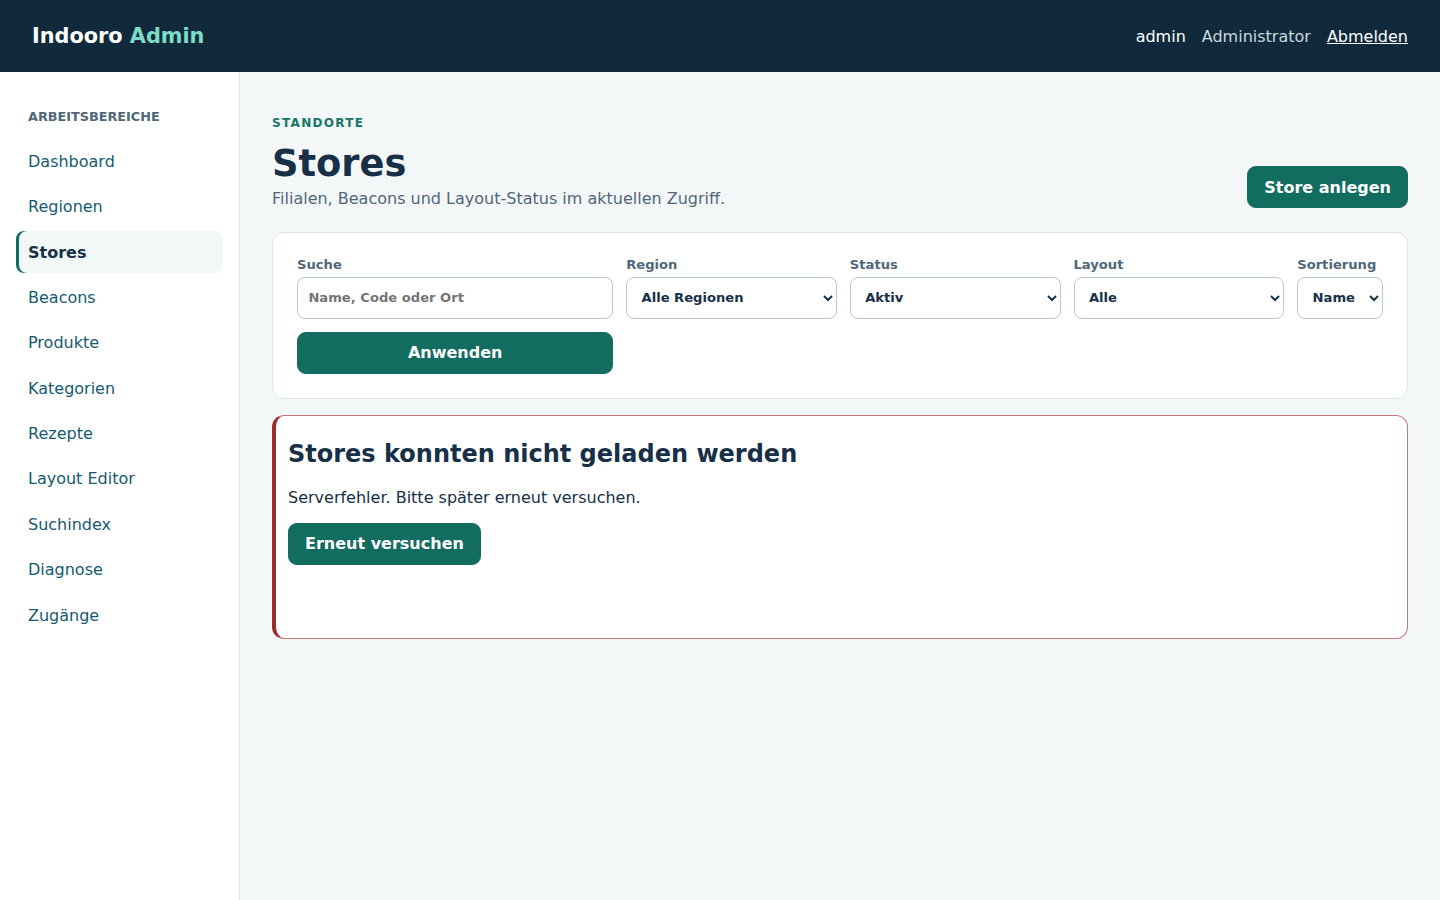 Indooro Admin
admin Administrator Abmelden
ARBEITSBEREICHE
Dashboard
Regionen
Stores
Beacons
Produkte
Kategorien
Rezepte
Layout Editor
Suchindex
Diagnose
Zugänge
STANDORTE
Stores
Filialen, Beacons und Layout-Status im aktuellen Zugriff.
Store anlegen
Suche Region Status Layout Sortierung
Name, Code oder Ort Alle Regionen Aktiv Alle Name
Anwenden
Stores konnten nicht geladen werden
Serverfehler. Bitte später erneut versuchen.
Erneut versuchen